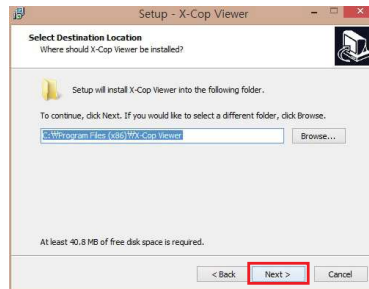 Setup - X-Cop Viewer
Select Destination Location
Where should X-Cop Viewer be installed?
Setup will install X-Cop Viewer into the following folder.
To continue, click Next. If you would like to select a different folder, click Browse.
C:₩Program Files (x86)₩X-Cop Viewer
Browse...
At least 40.8 MB of free disk space is required.
< Back
Next >
Cancel